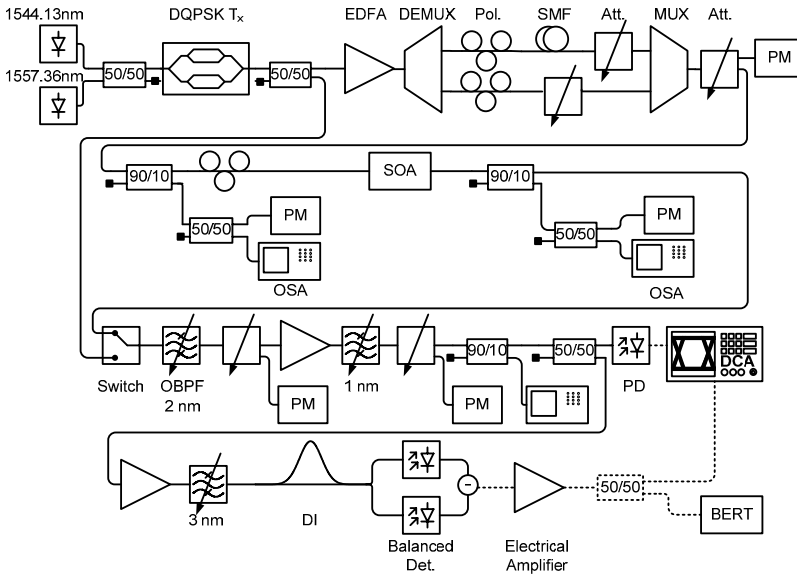 1544.13nm
DQPSK Tx
EDFA
DEMUX
Pol.
SMF
Att.
MUX
Att.
1557.36nm
50/50
50/50
PM
90/10
SOA
90/10
50/50
PM
OSA
50/50
PM
OSA
Switch
OBPF
2 nm
PM
1 nm
PM
90/10
50/50
PD
DCA
3 nm
DI
Balanced
Det.
Electrical
Amplifier
50/50
BERT